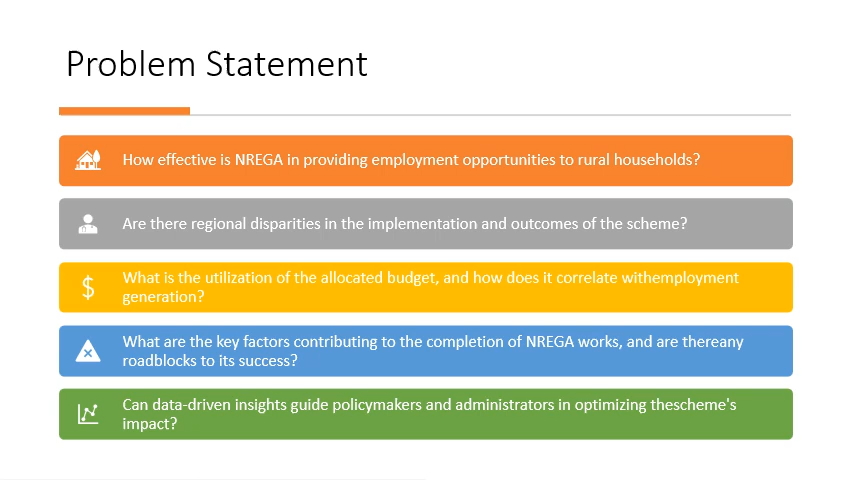 Problem Statement
How effective is NREGA in providing employment opportunities to rural households?
Are there regional disparities in the implementation and outcomes of the scheme?
What is the utilization of the allocated budget, and how does it correlate withemployment
generation?
What are the key factors contributing to the completion of NREGA works, and are thereany
roadblocks to its success?
Can data-driven insights guide policymakers and administrators in optimizing thescheme's
impact?